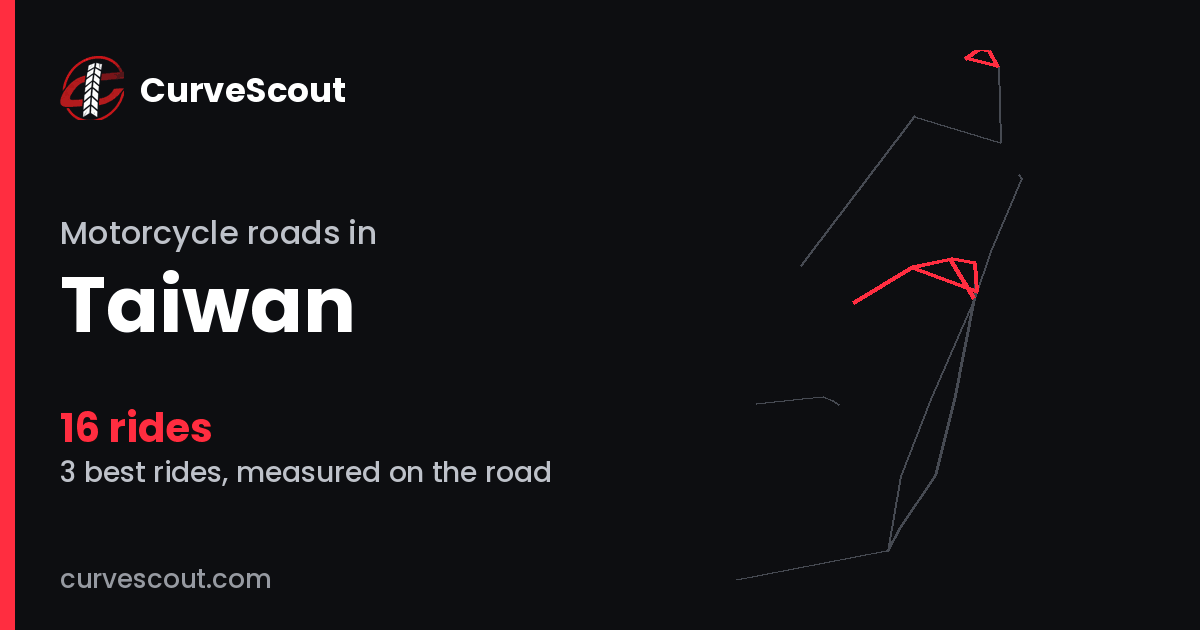 CurveScout
Motorcycle roads in
Taiwan
16 rides
3 best rides, measured on the road
curvescout.com